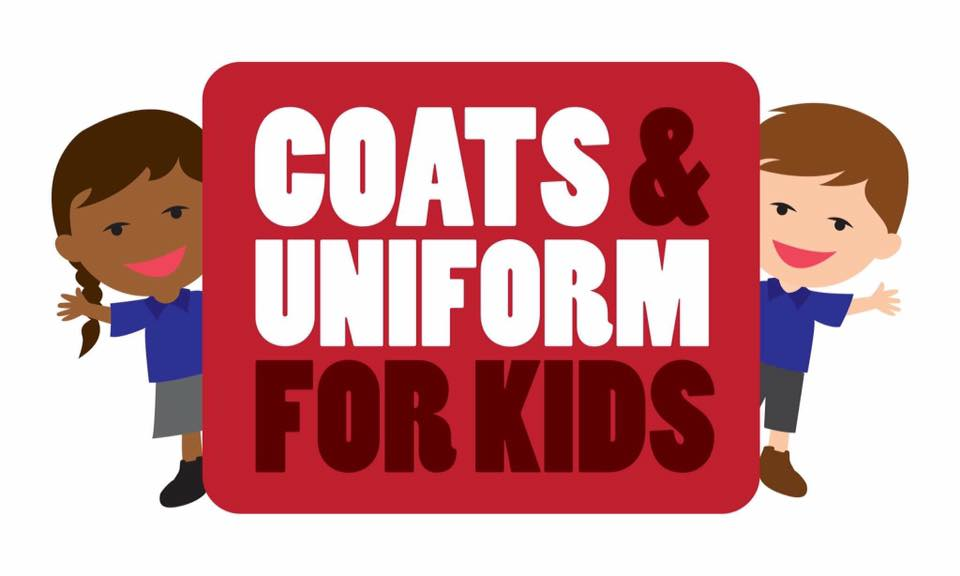 COATS &
UNIFORM
FOR KIDS